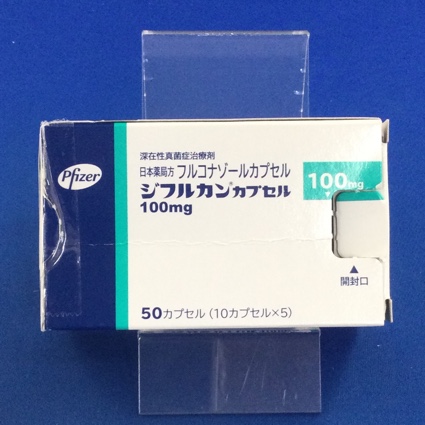 Pfizer
深在性真菌症治療剤
日本薬局方 フルコナゾールカプセル
ジフルカン®カプセル
100mg
100mg
開封口
50カプセル(10カプセル×5)